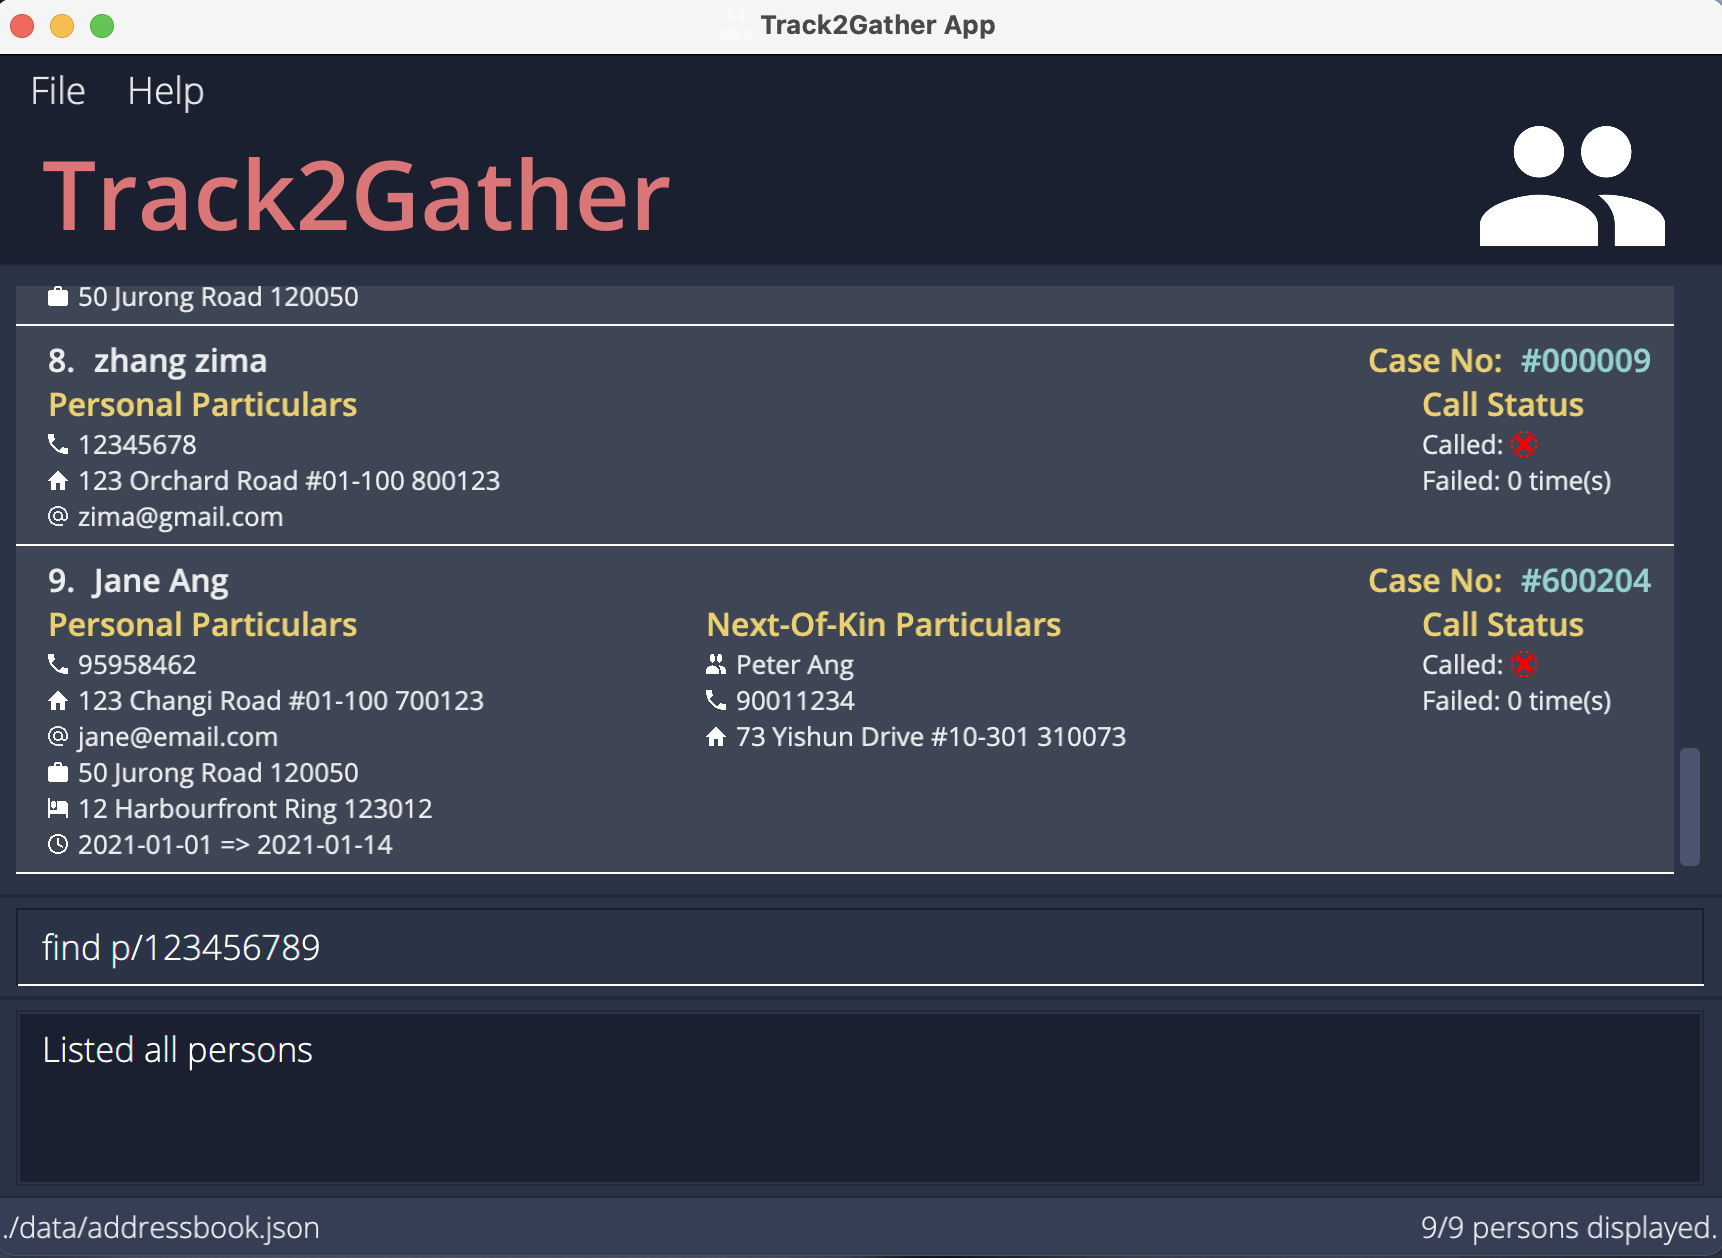 Track2Gather App
File Help
Track2Gather
50 Jurong Road 120050
8. zhang zima Case No: #000009
Personal Particulars Call Status
12345678 Called:
123 Orchard Road #01-100 800123 Failed: 0 time(s)
@ zima@gmail.com
9. Jane Ang Case No: #600204
Personal Particulars Next-Of-Kin Particulars Call Status
95958462 Peter Ang Called:
123 Changi Road #01-100 700123 90011234 Failed: 0 time(s)
@ jane@email.com 73 Yishun Drive #10-301 310073
50 Jurong Road 120050
12 Harbourfront Ring 123012
2021-01-01 => 2021-01-14
find p/123456789
Listed all persons
./data/addressbook.json 9/9 persons displayed.